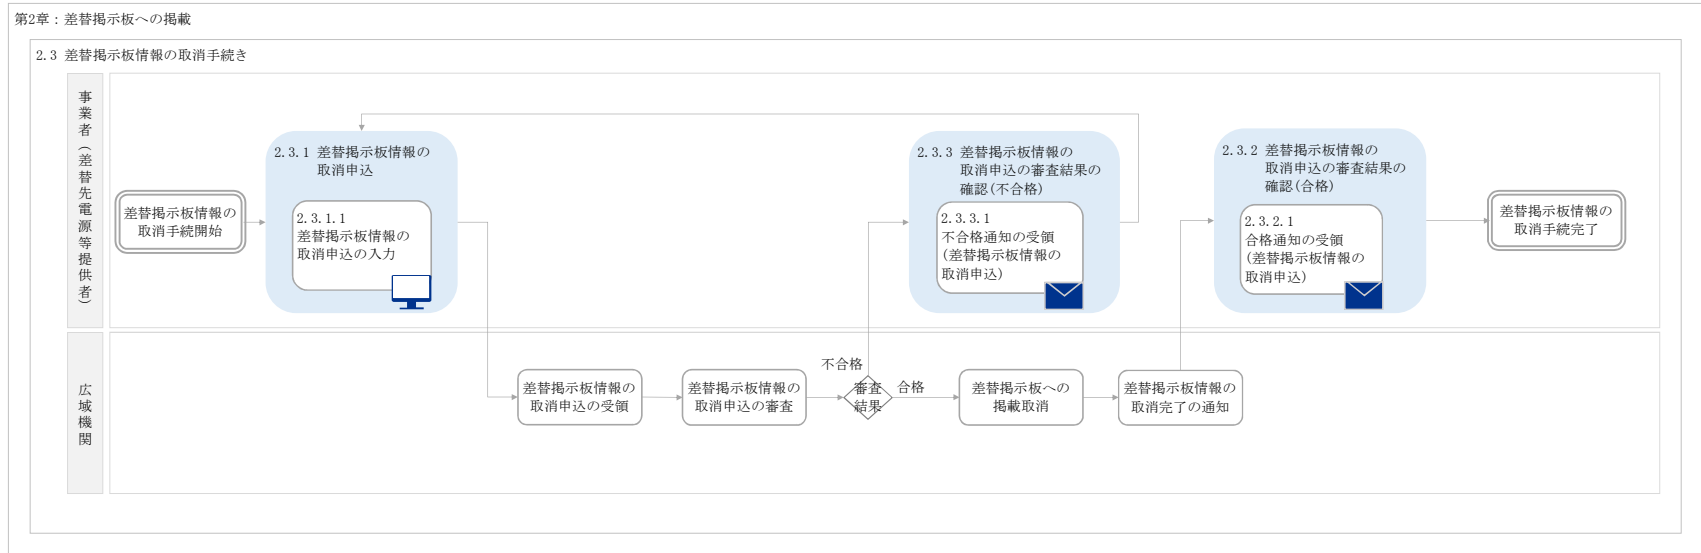 第2章：差替掲示板への掲載
2.3 差替掲示板情報の取消手続き
事業者（差替先電源等提供者）
差替掲示板情報の
取消手続開始
2.3.1 差替掲示板情報の
取消申込
2.3.1.1
差替掲示板情報の
取消申込の入力
2.3.3 差替掲示板情報の
取消申込の審査結果の
確認(不合格)
2.3.3.1
不合格通知の受領
(差替掲示板情報の
取消申込)
2.3.2 差替掲示板情報の
取消申込の審査結果の
確認(合格)
2.3.2.1
合格通知の受領
(差替掲示板情報の
取消申込)
差替掲示板情報の
取消手続完了
広域機関
差替掲示板情報の
取消申込の受領
差替掲示板情報の
取消申込の審査
不合格
審査
結果
合格
差替掲示板への
掲載取消
差替掲示板情報の
取消完了の通知